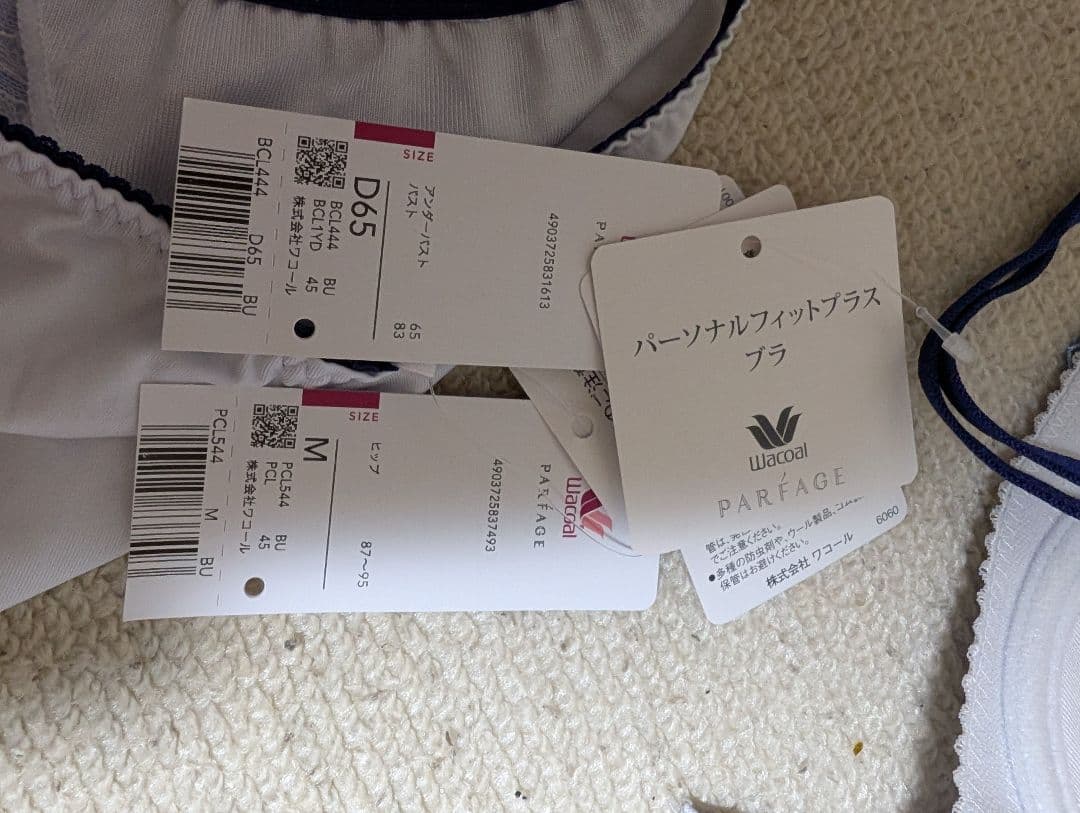 SIZE
D65
アンダーバスト 65
バスト 83
4903725831613
BCL444 BU
BCL1YD 45
株式会社ワコール
BCL444 D65 BU
SIZE
M
ヒップ 87～95
4903725837493
PARFAGE
Wacoal
PCL544 BU
PCL 45
株式会社ワコール
PCL544 M BU
パーソナルフィットプラス
ブラ
Wacoal
PARFAGE
でご注意ください。
●多種の防虫剤や、ウール製品、
保管はお避けください。
株式会社 ワコール
6060